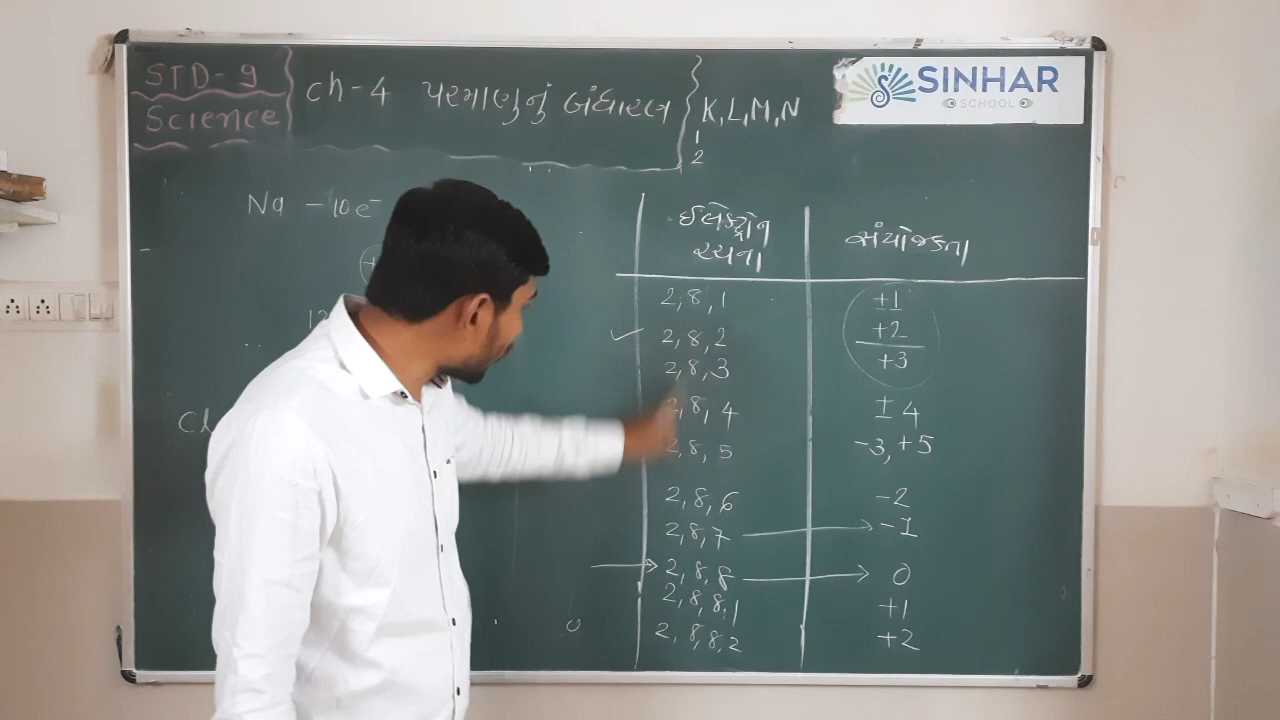 STD-9
Science
Ch-4 પરમાણુનું બંધારણ
K,L,M,N
1
2
SINHAR
SCHOOL
Na - 10e⁻
ઈલેક્ટ્રોન
રચના
સંયોજકતા
2,8,1 +1
2,8,2 +2
2,8,3 +3
2,8,4 ±4
2,8,5 -3,+5
2,8,6 -2
2,8,7 → -1
→ 2,8,8 → 0
2,8,8,1 +1
2,8,8,2 +2